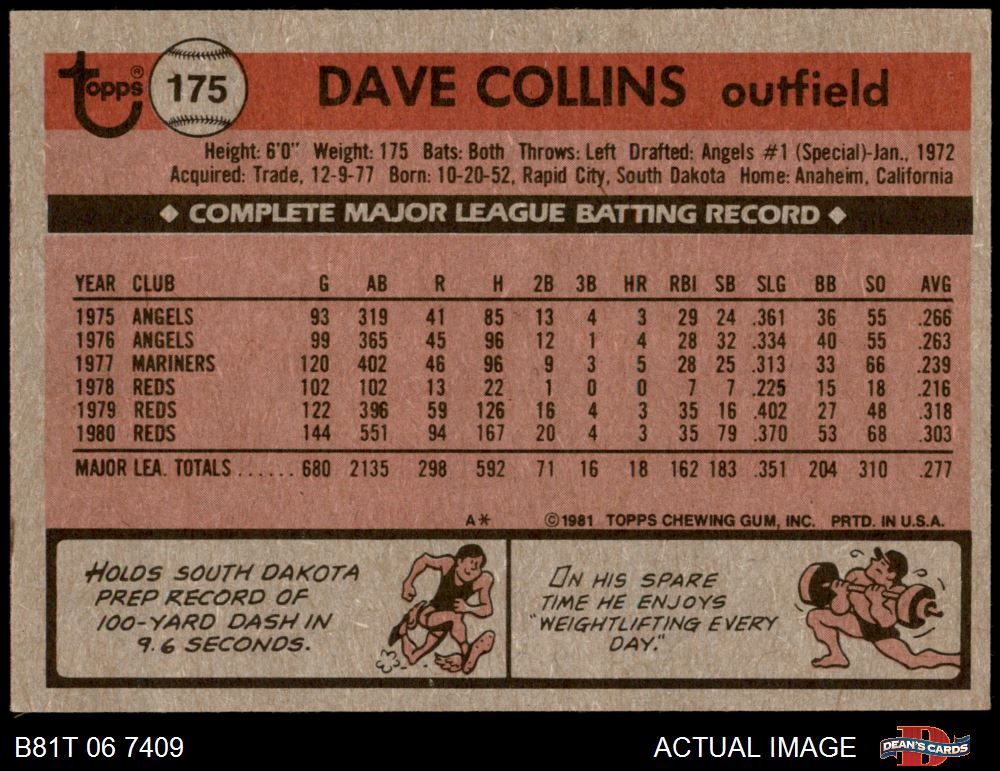 topps® 175 DAVE COLLINS outfield
Height: 6'0" Weight: 175 Bats: Both Throws: Left Drafted: Angels #1 (Special)-Jan., 1972
Acquired: Trade, 12-9-77 Born: 10-20-52, Rapid City, South Dakota Home: Anaheim, California
◆ COMPLETE MAJOR LEAGUE BATTING RECORD ◆
YEAR CLUB G AB R H 2B 3B HR RBI SB SLG BB SO AVG
1975 ANGELS 93 319 41 85 13 4 3 29 24 .361 36 55 .266
1976 ANGELS 99 365 45 96 12 1 4 28 32 .334 40 55 .263
1977 MARINERS 120 402 46 96 9 3 5 28 25 .313 33 66 .239
1978 REDS 102 102 13 22 1 0 0 7 7 .225 15 18 .216
1979 REDS 122 396 59 126 16 4 3 35 16 .402 27 48 .318
1980 REDS 144 551 94 167 20 4 3 35 79 .370 53 68 .303
MAJOR LEA. TOTALS ...... 680 2135 298 592 71 16 18 162 183 .351 204 310 .277
A* ©1981 TOPPS CHEWING GUM, INC. PRTD. IN U.S.A.
HOLDS SOUTH DAKOTA
PREP RECORD OF
100-YARD DASH IN
9.6 SECONDS.
IN HIS SPARE
TIME HE ENJOYS
"WEIGHTLIFTING EVERY
DAY."
B81T 06 7409
ACTUAL IMAGE
DEAN'S CARDS